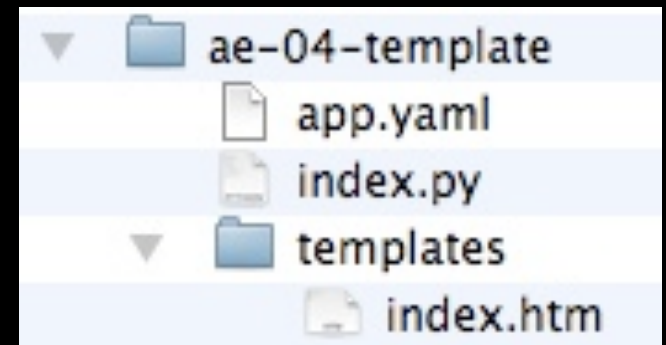 ae-04-template
app.yaml
index.py
templates
index.htm